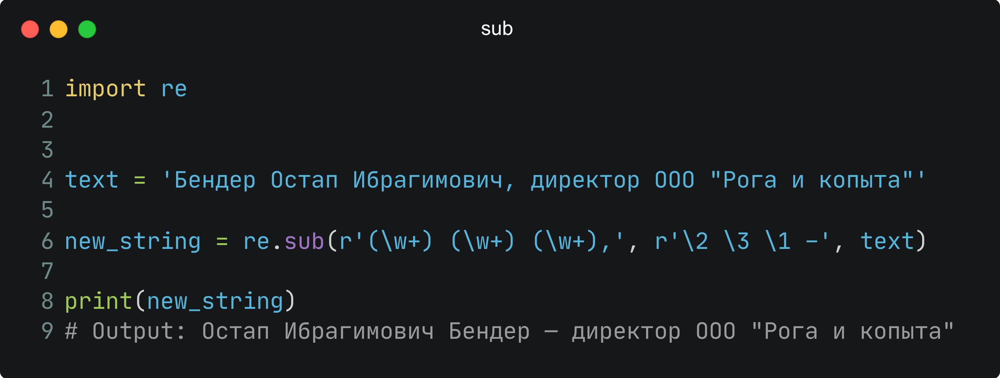 sub
1 import re
2
3
4 text = 'Бендер Остап Ибрагимович, директор ООО "Рога и копыта"'
5
6 new_string = re.sub(r'(\w+) (\w+) (\w+),', r'\2 \3 \1 -', text)
7
8 print(new_string)
9 # Output: Остап Ибрагимович Бендер — директор ООО "Рога и копыта"